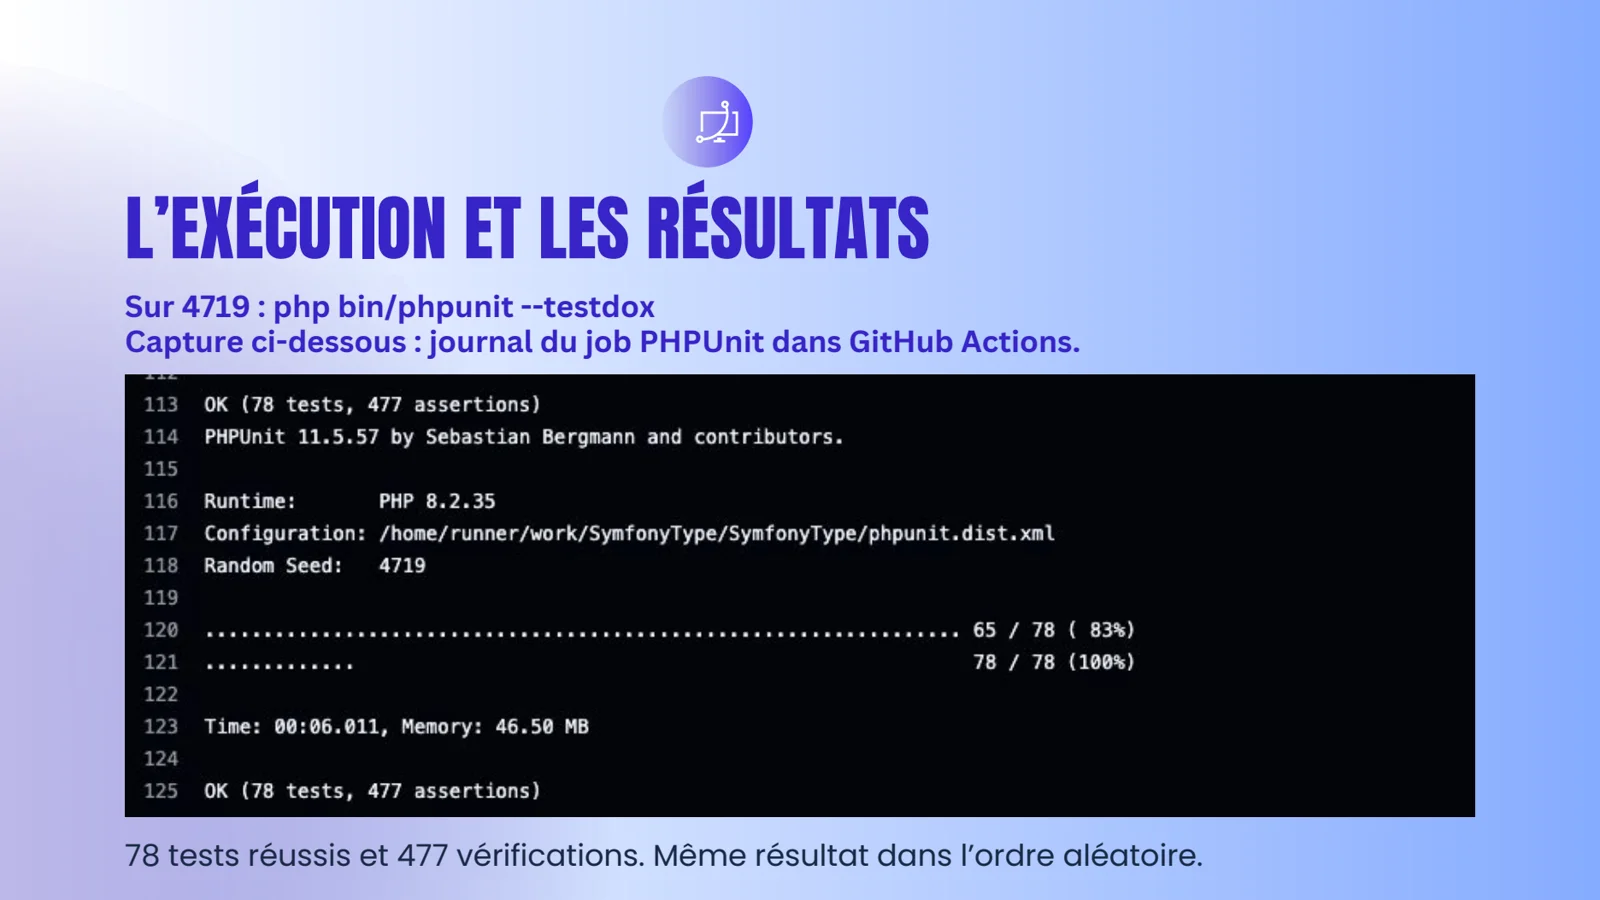 L’EXÉCUTION ET LES RÉSULTATS
Sur 4719 : php bin/phpunit --testdox
Capture ci-dessous : journal du job PHPUnit dans GitHub Actions.
112
113 OK (78 tests, 477 assertions)
114 PHPUnit 11.5.57 by Sebastian Bergmann and contributors.
115
116 Runtime: PHP 8.2.35
117 Configuration: /home/runner/work/SymfonyType/SymfonyType/phpunit.dist.xml
118 Random Seed: 4719
119
120 ................................................................. 65 / 78 ( 83%)
121 ............. 78 / 78 (100%)
122
123 Time: 00:06.011, Memory: 46.50 MB
124
125 OK (78 tests, 477 assertions)
78 tests réussis et 477 vérifications. Même résultat dans l’ordre aléatoire.